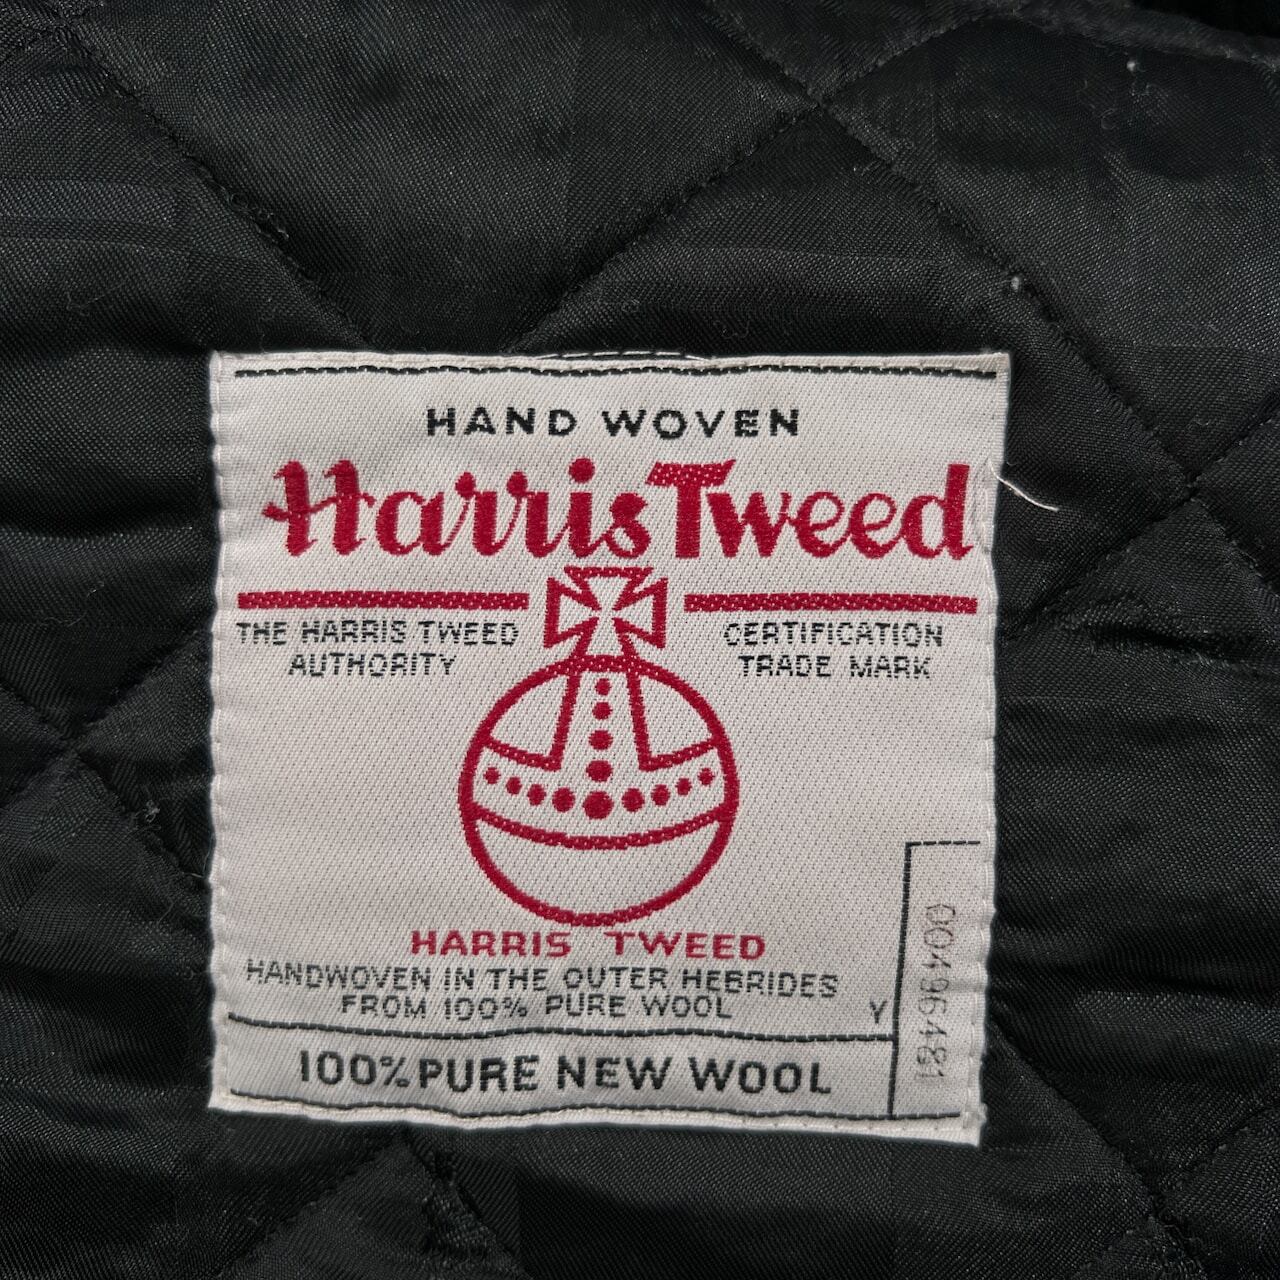 HAND WOVEN
Harris Tweed
THE HARRIS TWEED
AUTHORITY
CERTIFICATION
TRADE MARK
HARRIS TWEED
HANDWOVEN IN THE OUTER HEBRIDES
FROM 100% PURE WOOL
Y
004966481
100% PURE NEW WOOL